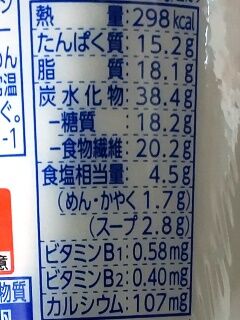 熱量:298kcal
たんぱく質:15.2g
脂質:18.1g
炭水化物:38.4g
-糖質:18.2g
-食物繊維:20.2g
食塩相当量:4.5g
(めん・かやく1.7g)
(スープ2.8g)
ビタミンB1:0.58mg
ビタミンB2:0.40mg
カルシウム:107mg